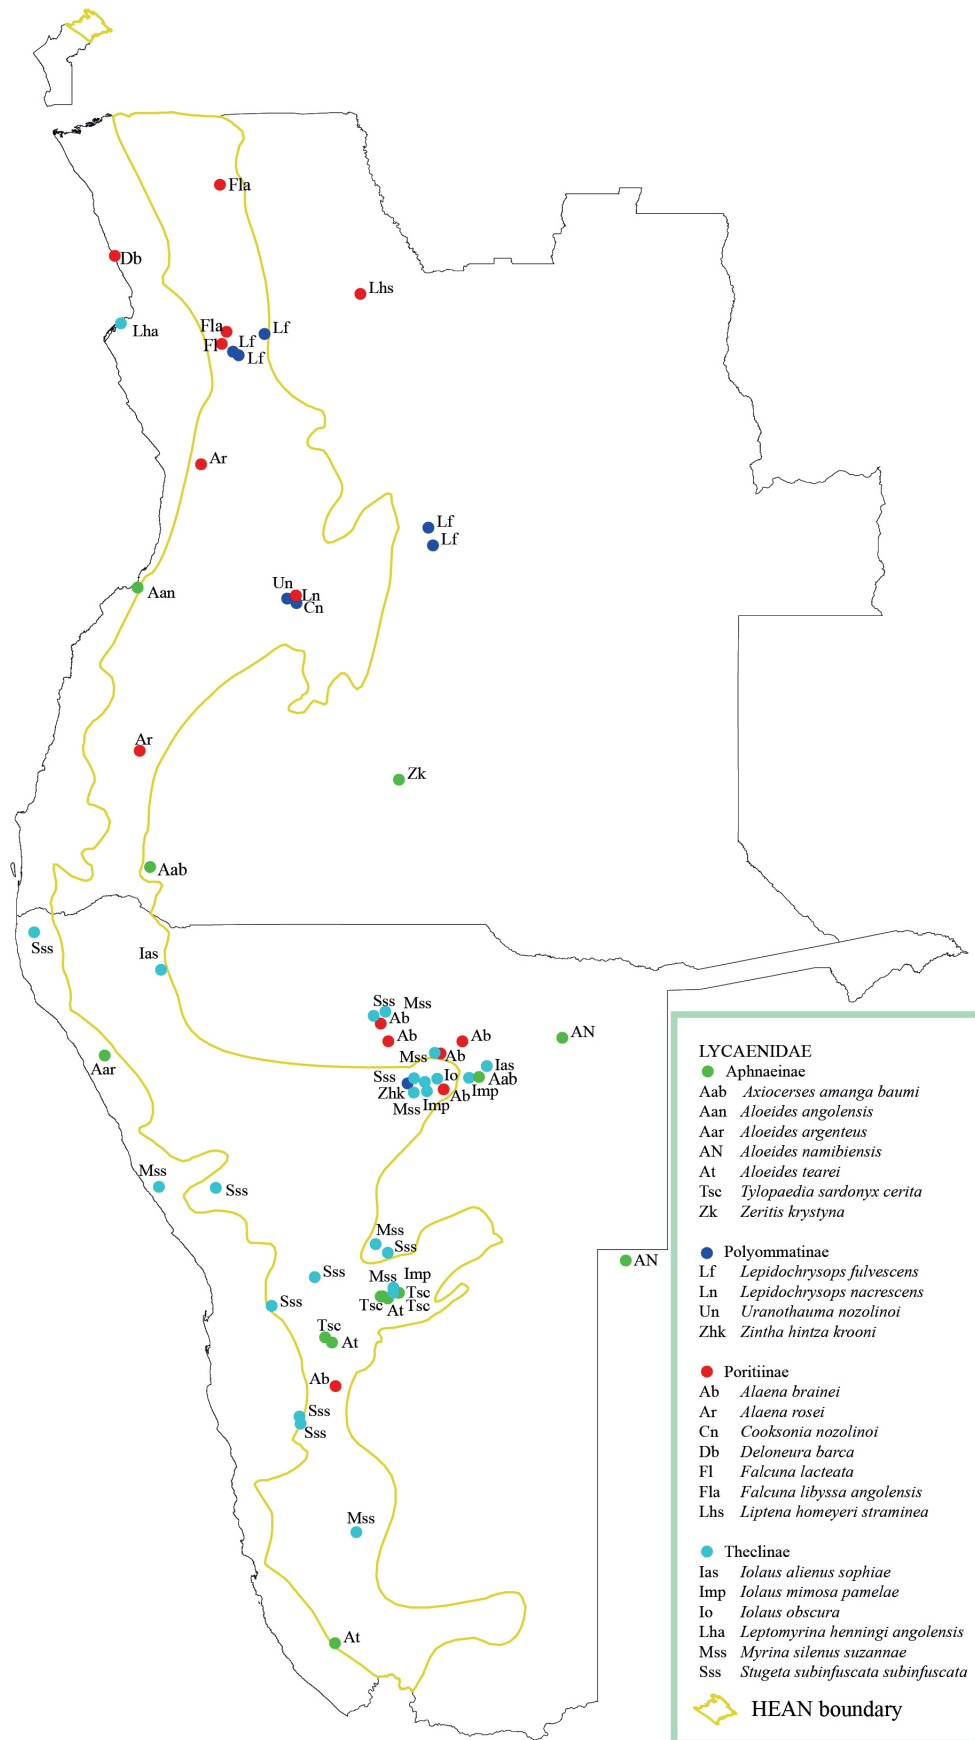 Fla
Db
Lhs
Lha
Fla
Lf
Fl
Lf
Lf
Ar
Lf
Lf
Un
Aan
Ln
Cn
Ar
Zk
Aab
Sss
Ias
Sss Mss
Ab
AN
Ab
Ab
Mss Ab
Aar
Ias
Sss
Io
Aab
Zhk
Imp
Ab
Mss Imp
Mss
Sss
Mss
Sss
AN
Sss
Mss Imp
Tsc
Sss
Tsc At Tsc
Tsc
At
Ab
Sss
Sss
Mss
At
LYCAENIDAE
Aphnaeinae
Aab Axiocerses amanga baumi
Aan Aloeides angolensis
Aar Aloeides argenteus
AN Aloeides namibiensis
At Aloeides tearei
Tsc Tylopaedia sardonyx cerita
Zk Zeritis krystyna
Polyommatinae
Lf Lepidochrysops fulvescens
Ln Lepidochrysops nacrescens
Un Uranothauma nozolinoi
Zhk Zintha hintza krooni
Poritiinae
Ab Alaena brainei
Ar Alaena rosei
Cn Cooksonia nozolinoi
Db Deloneura barca
Fl Falcuna lacteata
Fla Falcuna libyssa angolensis
Lhs Liptena homeyeri straminea
Theclinae
Ias Iolaus alienus sophiae
Imp Iolaus mimosa pamelae
Io Iolaus obscura
Lha Leptomyrina henningi angolensis
Mss Myrina silenus suzannae
Sss Stugeta subinfuscata subinfuscata
HEAN boundary